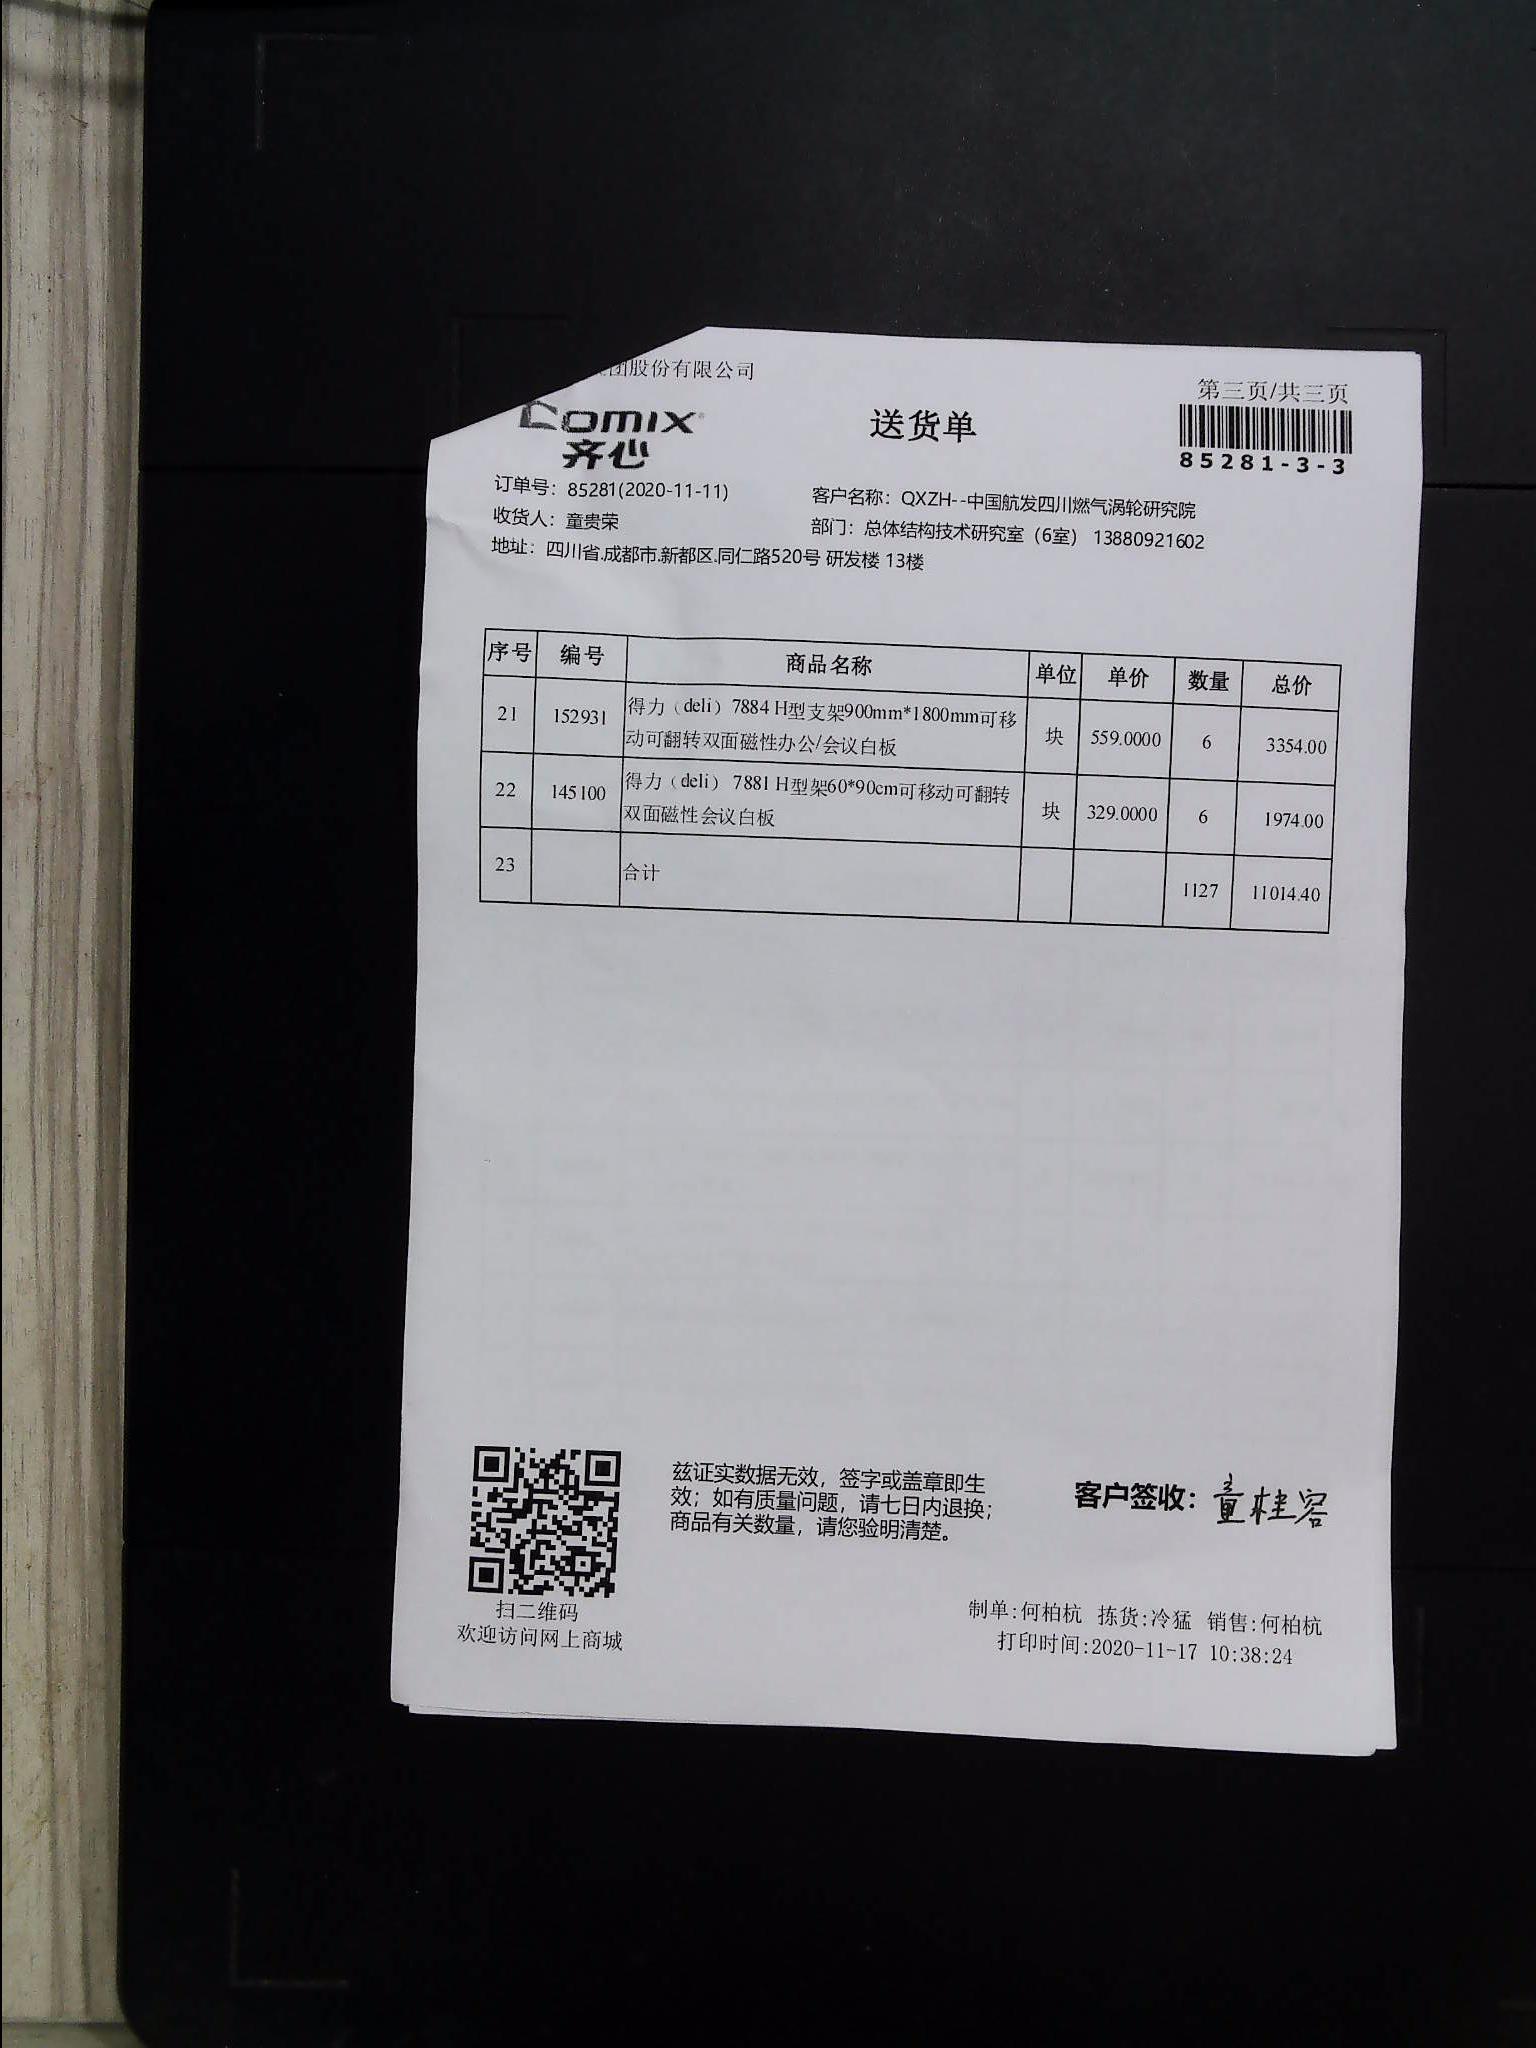 团股份有限公司
第三页/共三页
comix
齐心
送货单
85281-3-3
订单号：85281(2020-11-11)
客户名称：QXZH--中国航发四川燃气涡轮研究院
收货人：童贵荣
部门：总体结构技术研究室（6室） 13880921602
地址：四川省.成都市.新都区.同仁路520号 研发楼 13楼
序号 编号 商品名称 单位 单价 数量 总价
21 152931 得力（deli）7884 H型支架900mm*1800mm可移 块 559.0000 6 3354.00
动可翻转双面磁性办公/会议白板
22 145100 得力（deli） 7881 H型架60*90cm可移动可翻转 块 329.0000 6 1974.00
双面磁性会议白板
23 合计 1127 11014.40
兹证实数据无效，签字或盖章即生
效；如有质量问题，请七日内退换；
商品有关数量，请您验明清楚。
客户签收：童桂容
扫二维码
欢迎访问网上商城
制单:何柏杭 拣货:冷猛 销售:何柏杭
打印时间:2020-11-17 10:38:24